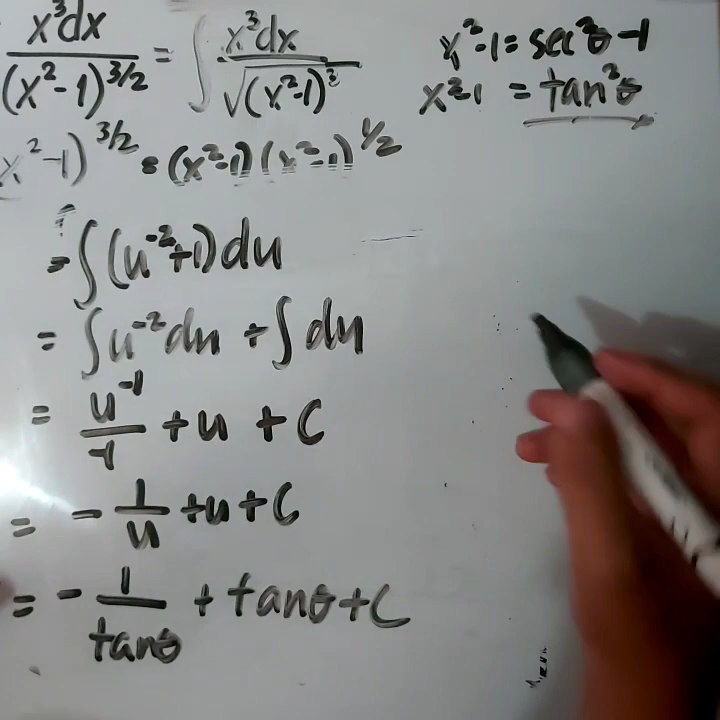 x³dx/(x²-1)^3/2 = ∫ x³dx/√(x²-1)³
x²-1 = sec²θ-1
x²-1 = tan²θ
x²-1)^3/2 = (x²-1)(x²-1)^1/2
= ∫(u⁻²+1)du
= ∫u⁻²du + ∫du
= u⁻¹/-1 + u + C
= - 1/u + u + C
= - 1/tanθ + tanθ + C